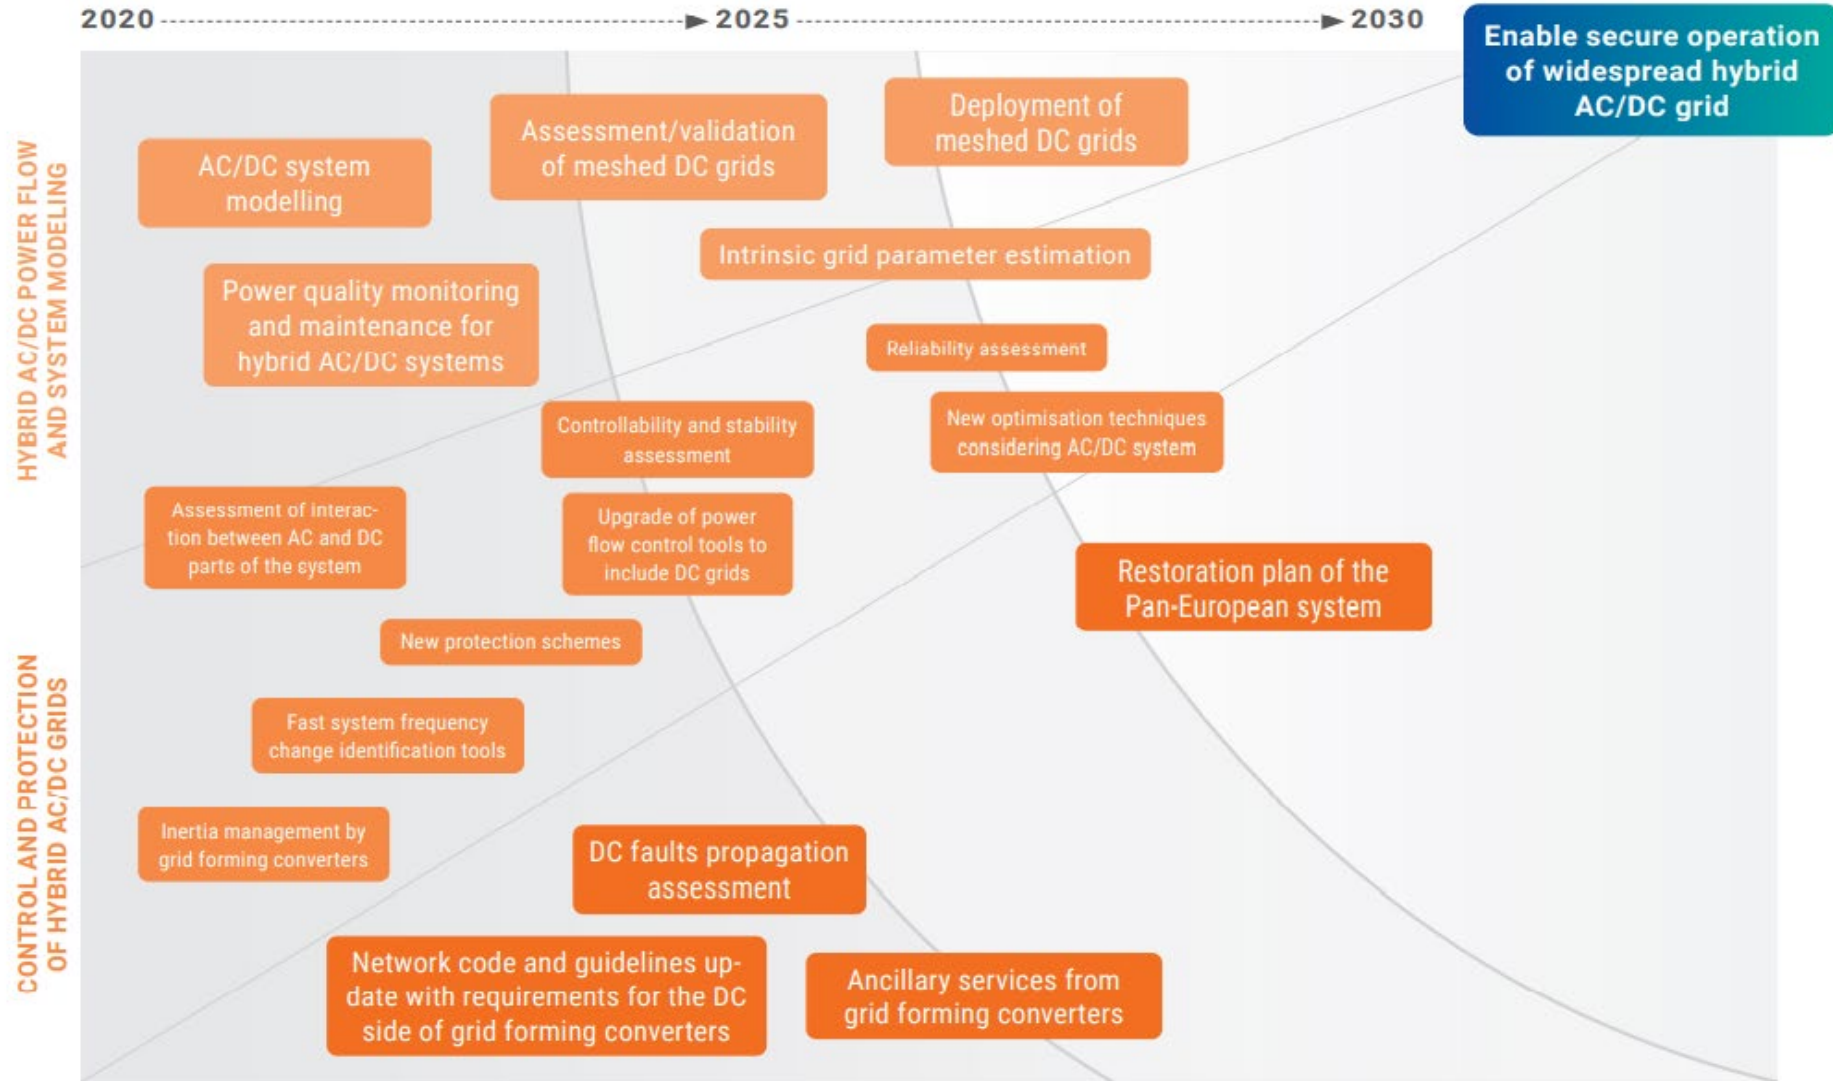 2020
2025
2030
Enable secure operation
of widespread hybrid
AC/DC grid
HYBRID AC/DC POWER FLOW
AND SYSTEM MODELING
AC/DC system
modelling
Assessment/validation
of meshed DC grids
Deployment of
meshed DC grids
Power quality monitoring
and maintenance for
hybrid AC/DC systems
Intrinsic grid parameter estimation
Reliability assessment
Controllability and stability
assessment
New optimisation techniques
considering AC/DC system
Assessment of interac-
tion between AC and DC
parts of the system
Upgrade of power
flow control tools to
include DC grids
Restoration plan of the
Pan-European system
New protection schemes
CONTROL AND PROTECTION
OF HYBRID AC/DC GRIDS
Fast system frequency
change identification tools
Inertia management by
grid forming converters
DC faults propagation
assessment
Network code and guidelines up-
date with requirements for the DC
side of grid forming converters
Ancillary services from
grid forming converters